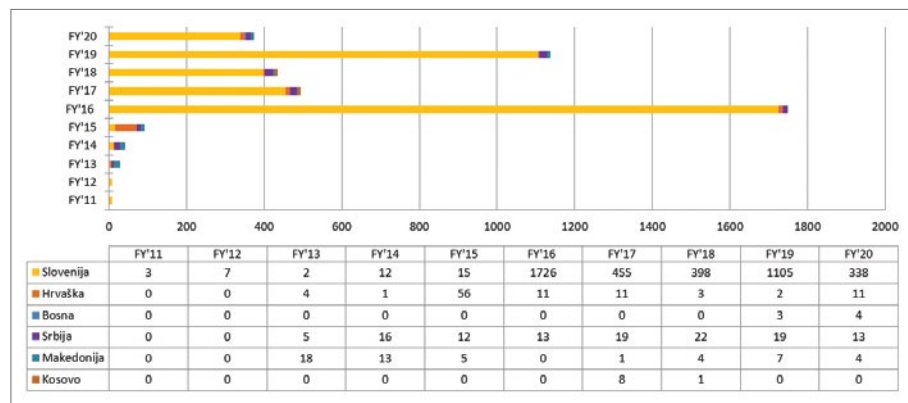 FY'20
FY'19
FY'18
FY'17
FY'16
FY'15
FY'14
FY'13
FY'12
FY'11
0 200 400 600 800 1000 1200 1400 1600 1800 2000
FY'11 FY'12 FY'13 FY'14 FY'15 FY'16 FY'17 FY'18 FY'19 FY'20
Slovenija 3 7 2 12 15 1726 455 398 1105 338
Hrvaška 0 0 4 1 56 11 11 3 2 11
Bosna 0 0 0 0 0 0 0 0 3 4
Srbija 0 0 5 16 12 13 19 22 19 13
Makedonija 0 0 18 13 5 0 1 4 7 4
Kosovo 0 0 0 0 0 0 8 1 0 0